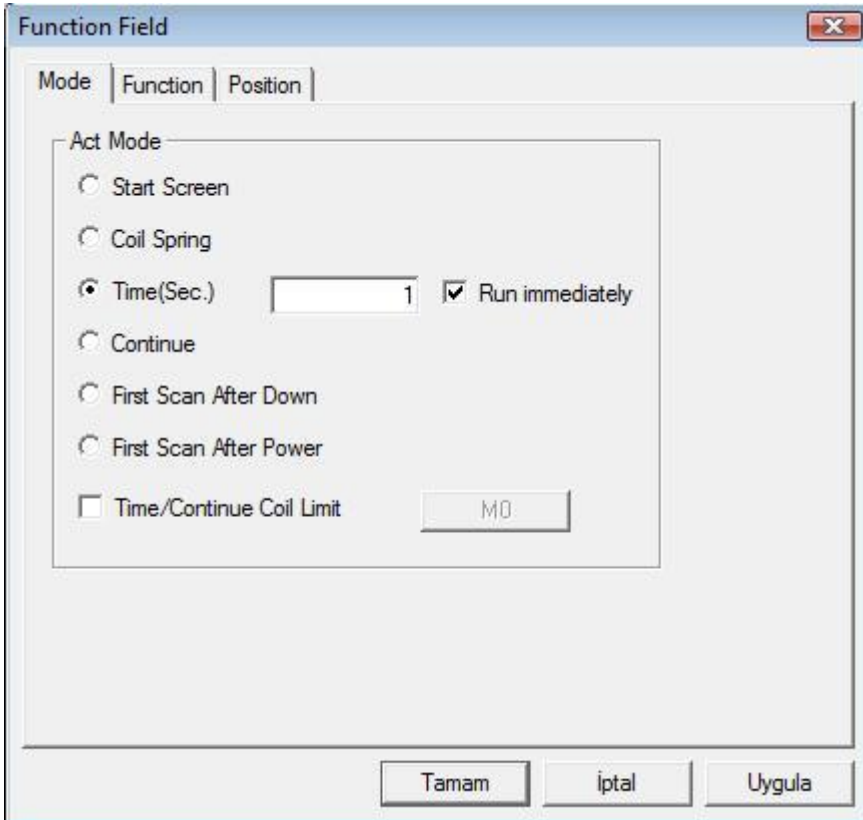 Function Field
Mode Function Position
Act Mode
Start Screen
Coil Spring
Time(Sec.) 1 Run immediately
Continue
First Scan After Down
First Scan After Power
Time/Continue Coil Limit M0
Tamam İptal Uygula